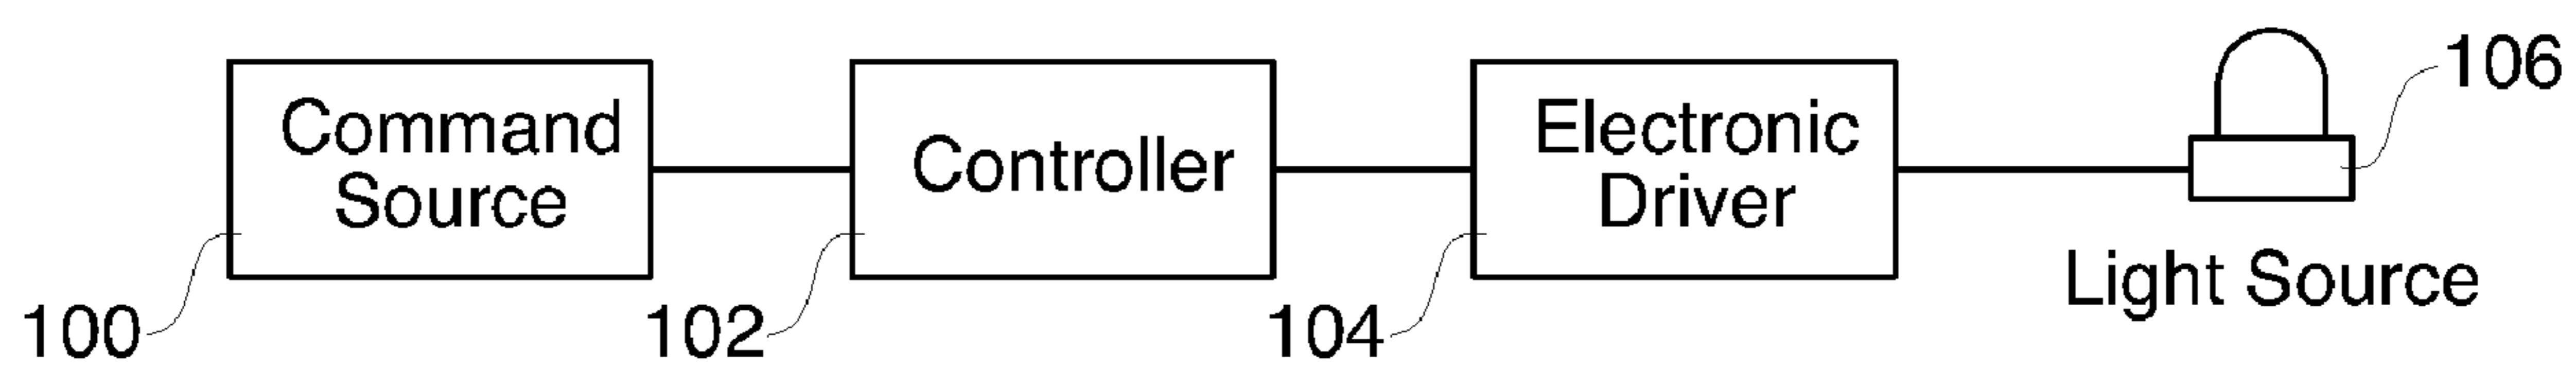 Command
Source
Controller
Electronic
Driver
106
Light Source
100
102
104